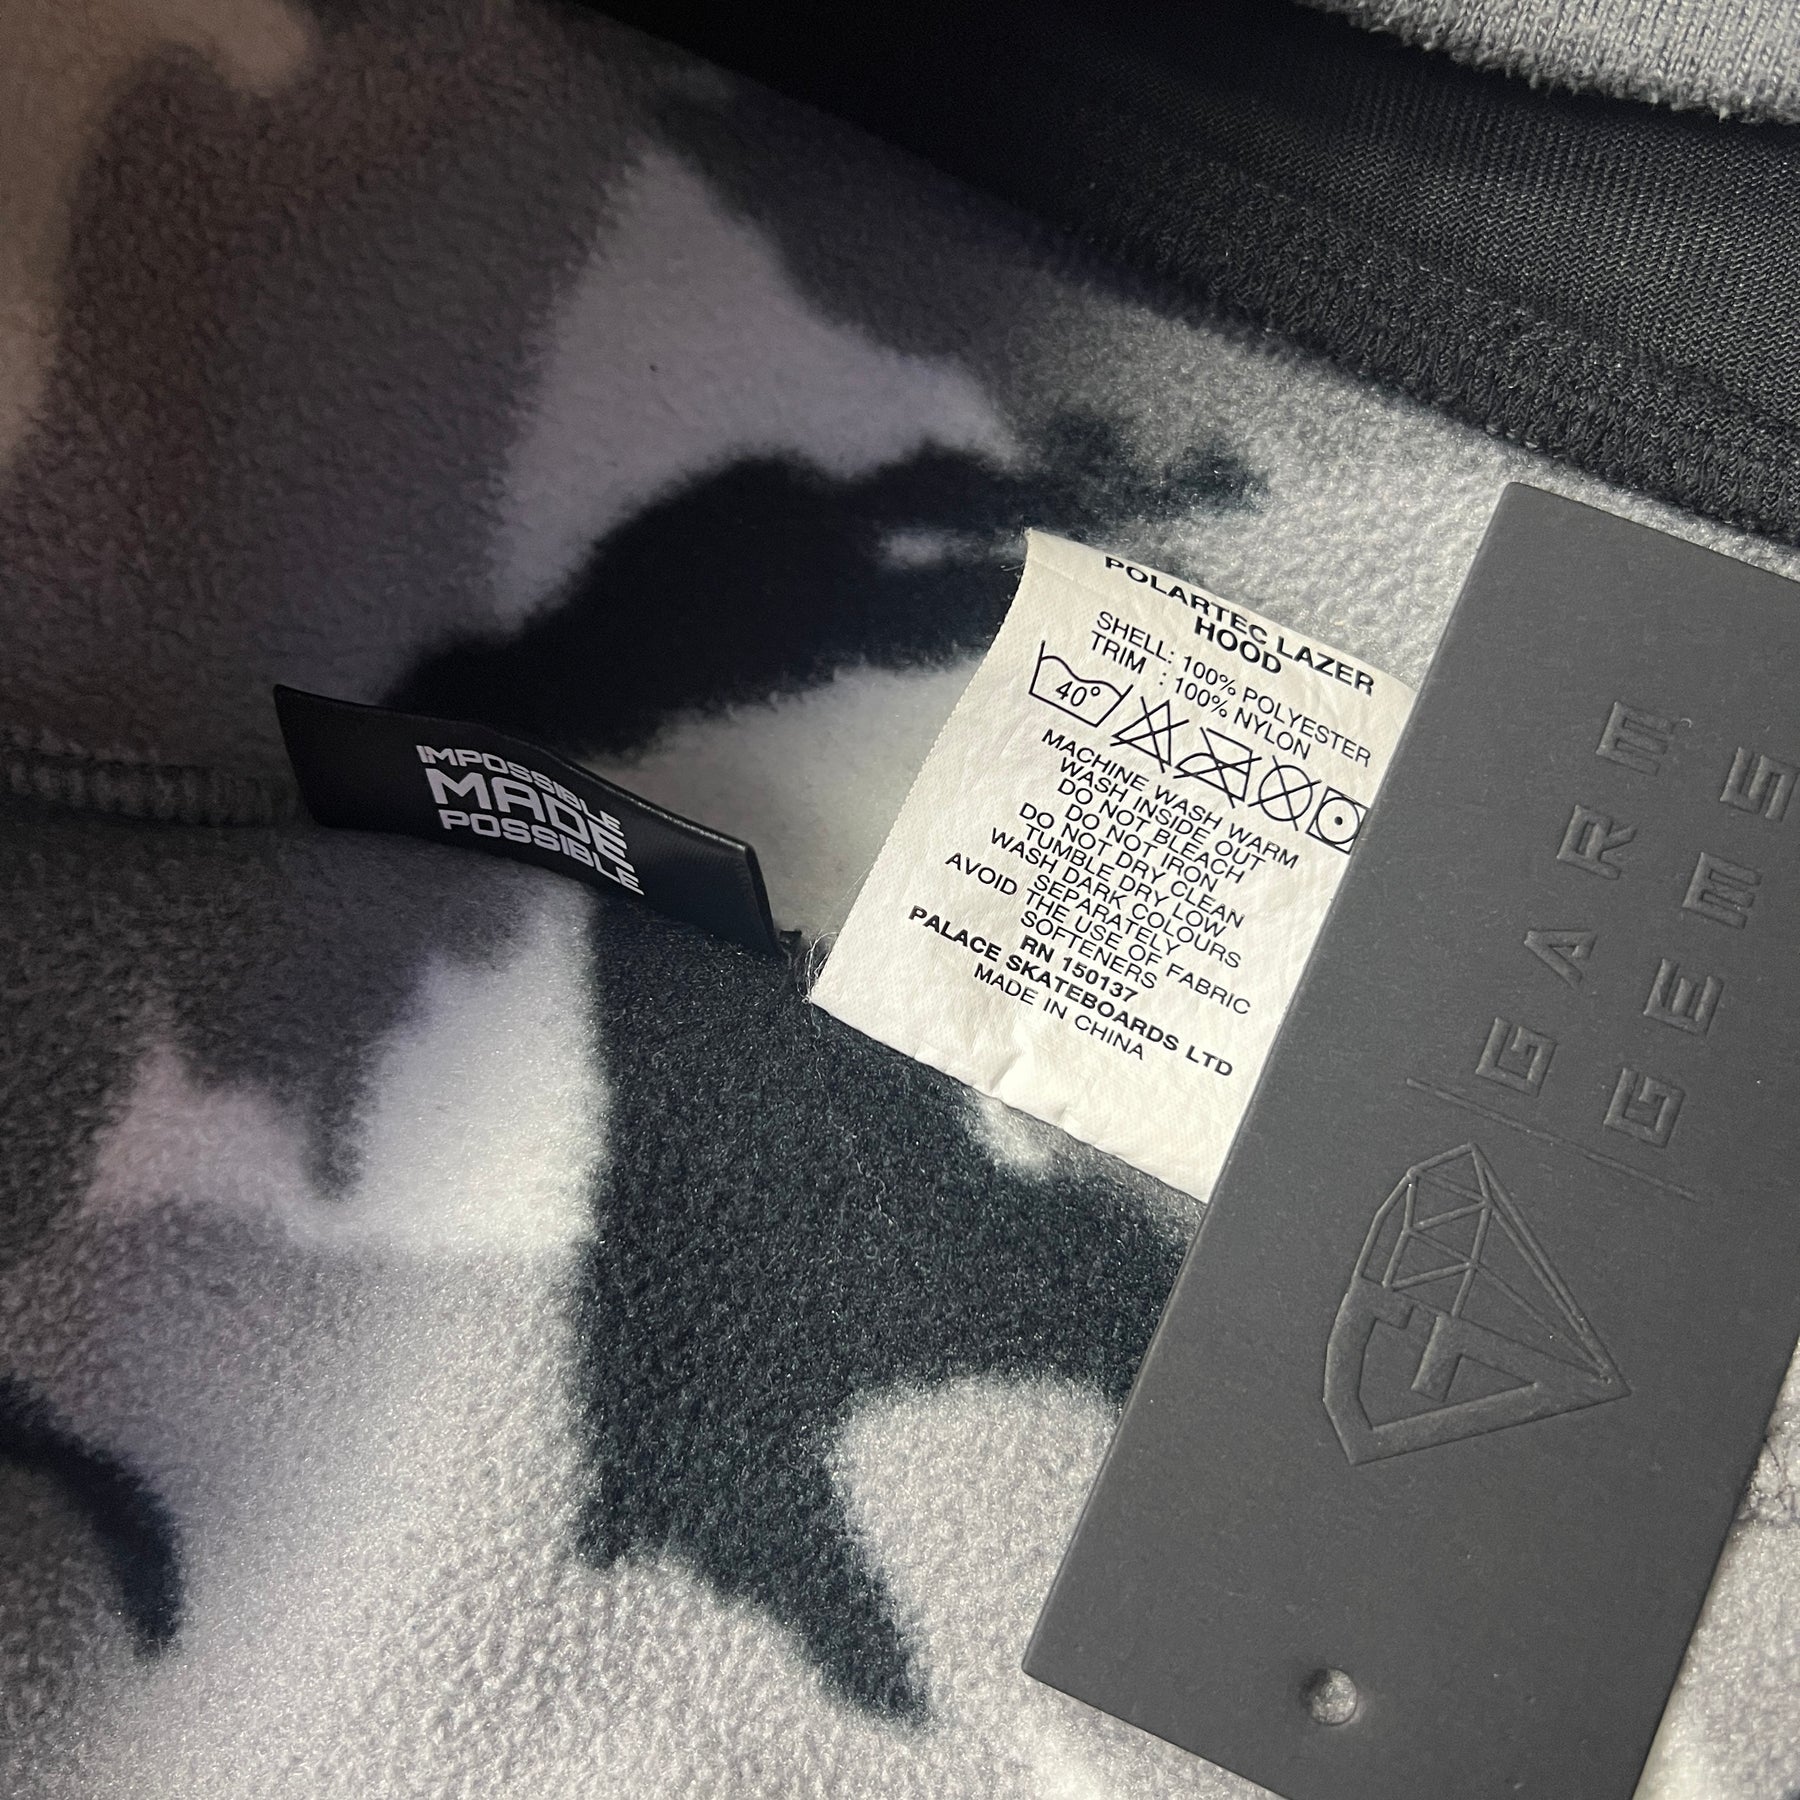 IMPOSSIBLE
MADE
POSSIBLE
POLARTEC LAZER
HOOD
SHELL: 100% POLYESTER
TRIM : 100% NYLON
40°
MACHINE WASH WARM
WASH INSIDE OUT
DO NOT BLEACH
DO NOT IRON
DO NOT DRY CLEAN
TUMBLE DRY LOW
WASH DARK COLOURS
SEPARATELY
AVOID THE USE OF FABRIC
SOFTENERS
RN 150137
PALACE SKATEBOARDS LTD
MADE IN CHINA
GARM
GEMS